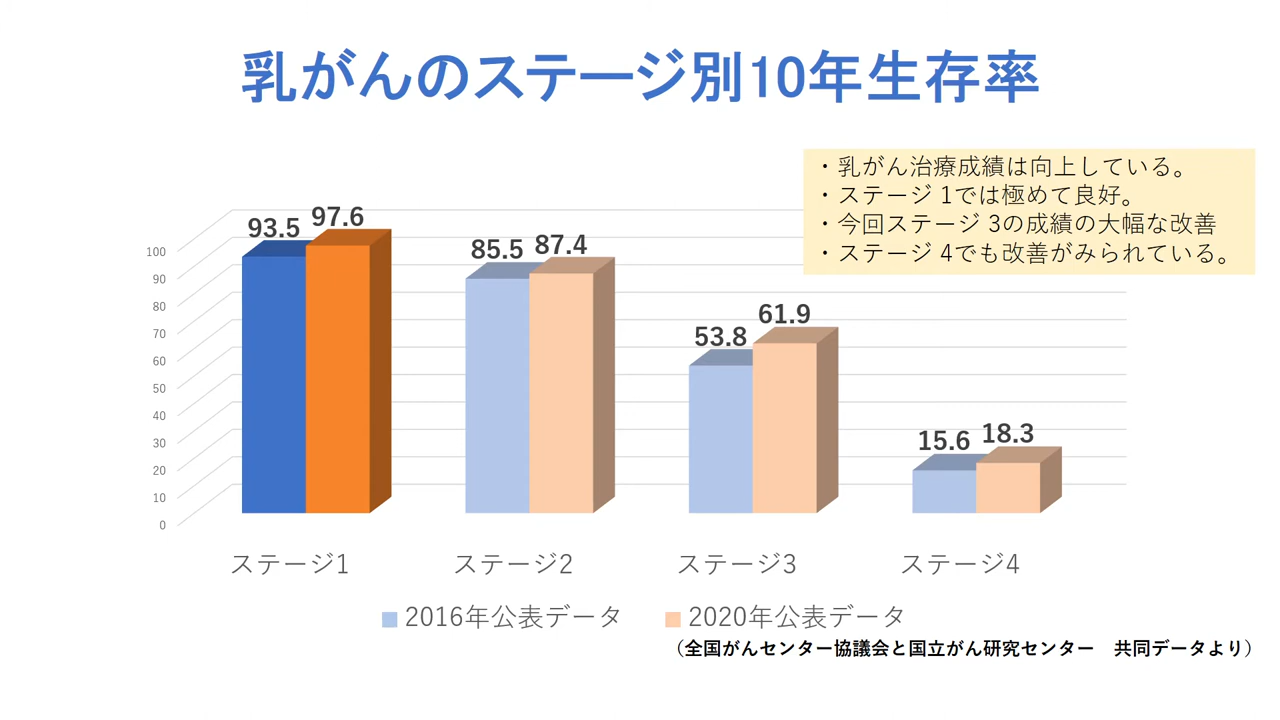 乳がんのステージ別10年生存率
・乳がん治療成績は向上している。
・ステージ 1では極めて良好。
・今回ステージ 3の成績の大幅な改善
・ステージ 4でも改善がみられている。
100
90
80
70
60
50
40
30
20
10
0
93.5 97.6
85.5 87.4
53.8 61.9
15.6 18.3
ステージ1 ステージ2 ステージ3 ステージ4
2016年公表データ 2020年公表データ
（全国がんセンター協議会と国立がん研究センター　共同データより）